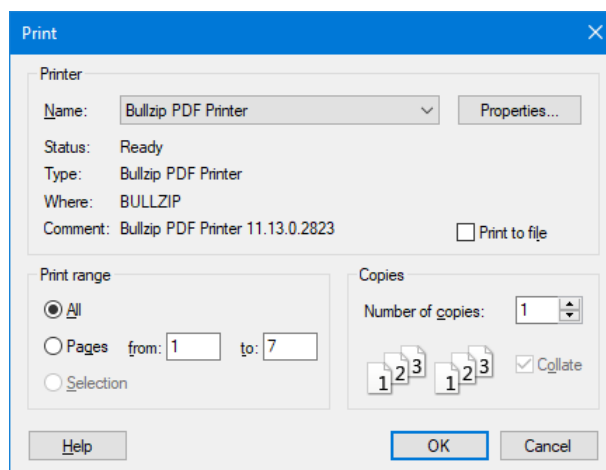 Print
Printer
Name: Bullzip PDF Printer Properties...
Status: Ready
Type: Bullzip PDF Printer
Where: BULLZIP
Comment: Bullzip PDF Printer 11.13.0.2823 Print to file
Print range
All
Pages from: 1 to: 7
Selection
Copies
Number of copies: 1
1 2 3 1 2 3 Collate
Help OK Cancel